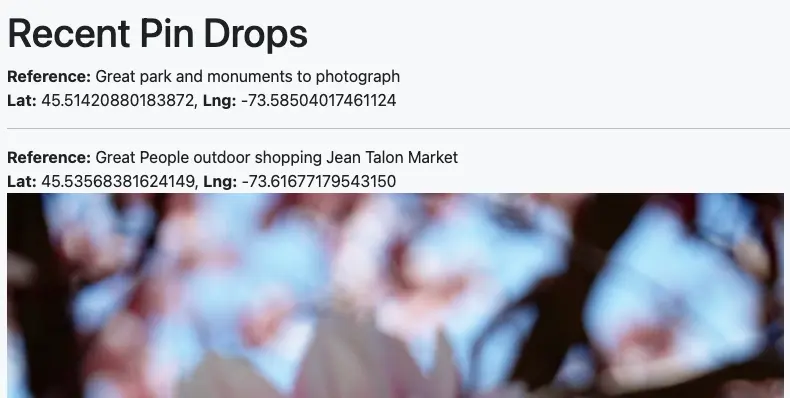 Recent Pin Drops
Reference: Great park and monuments to photograph
Lat: 45.51420880183872, Lng: -73.58504017461124
Reference: Great People outdoor shopping Jean Talon Market
Lat: 45.53568381624149, Lng: -73.61677179543150